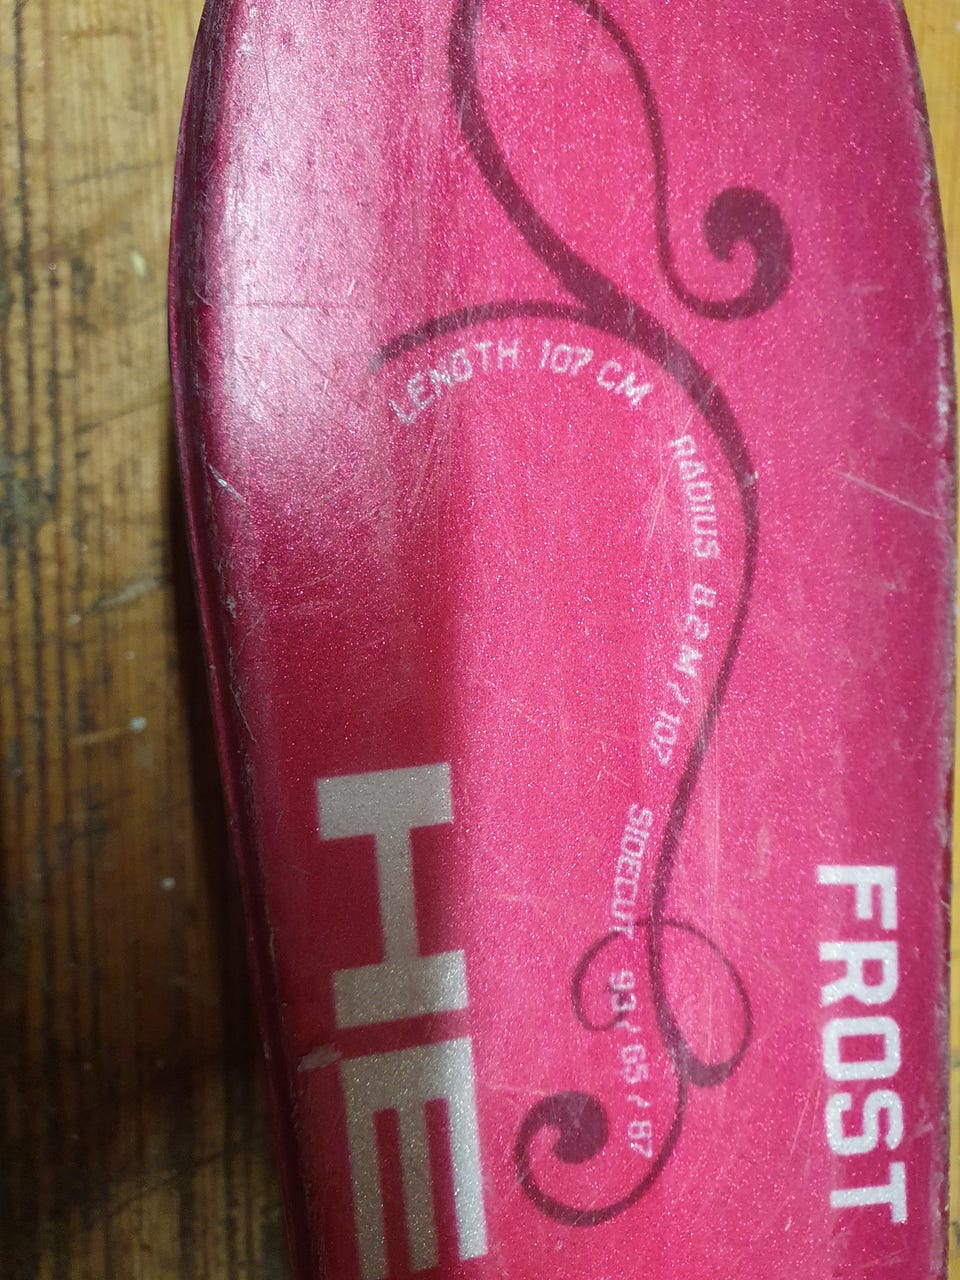 LENGTH 107 CM
RADIUS 8.2 M / 107
SIDECUT 93 / 65 / 87
HE
FROST